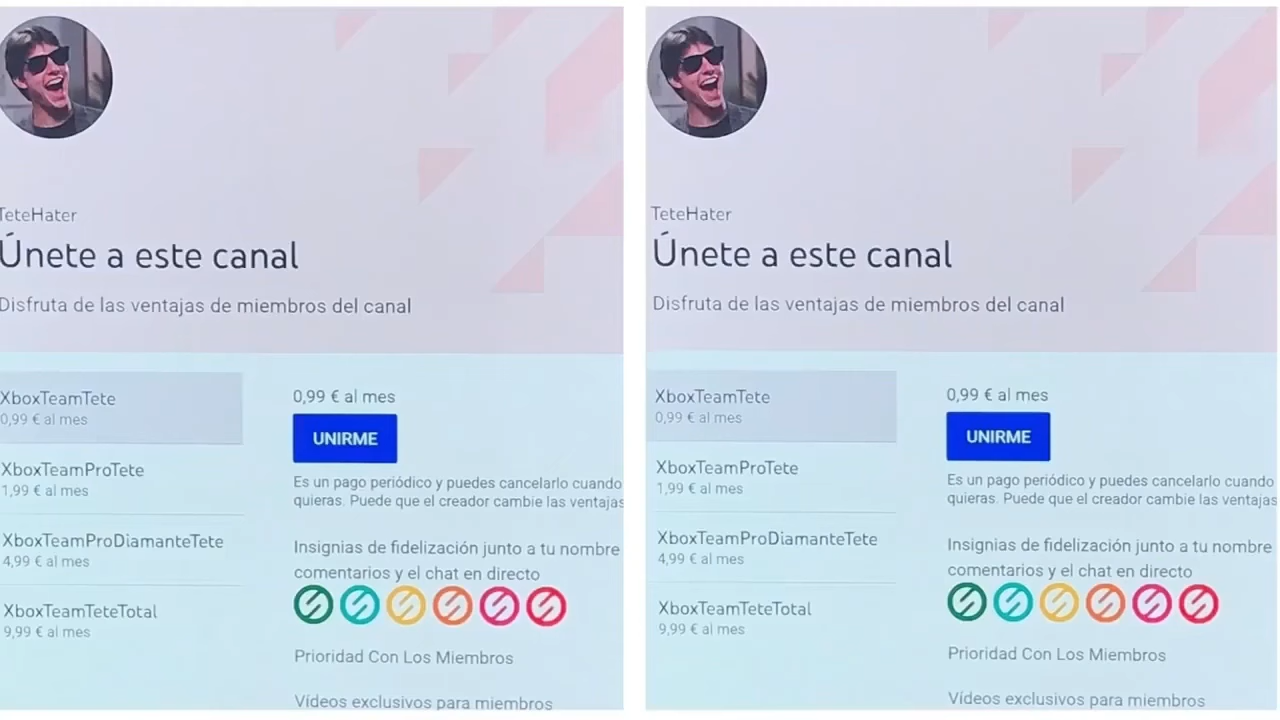 TeteHater
Únete a este canal
Disfruta de las ventajas de miembros del canal
XboxTeamTete
0,99 € al mes
XboxTeamProTete
1,99 € al mes
XboxTeamProDiamanteTete
4,99 € al mes
XboxTeamTeteTotal
9,99 € al mes
0,99 € al mes
UNIRME
Es un pago periódico y puedes cancelarlo cuando
quieras. Puede que el creador cambie las ventajas
Insignias de fidelización junto a tu nombre
comentarios y el chat en directo
Prioridad Con Los Miembros
Vídeos exclusivos para miembros
TeteHater
Únete a este canal
Disfruta de las ventajas de miembros del canal
XboxTeamTete
0,99 € al mes
XboxTeamProTete
1,99 € al mes
XboxTeamProDiamanteTete
4,99 € al mes
XboxTeamTeteTotal
9,99 € al mes
0,99 € al mes
UNIRME
Es un pago periódico y puedes cancelarlo cuando
quieras. Puede que el creador cambie las ventajas
Insignias de fidelización junto a tu nombre
comentarios y el chat en directo
Prioridad Con Los Miembros
Vídeos exclusivos para miembros